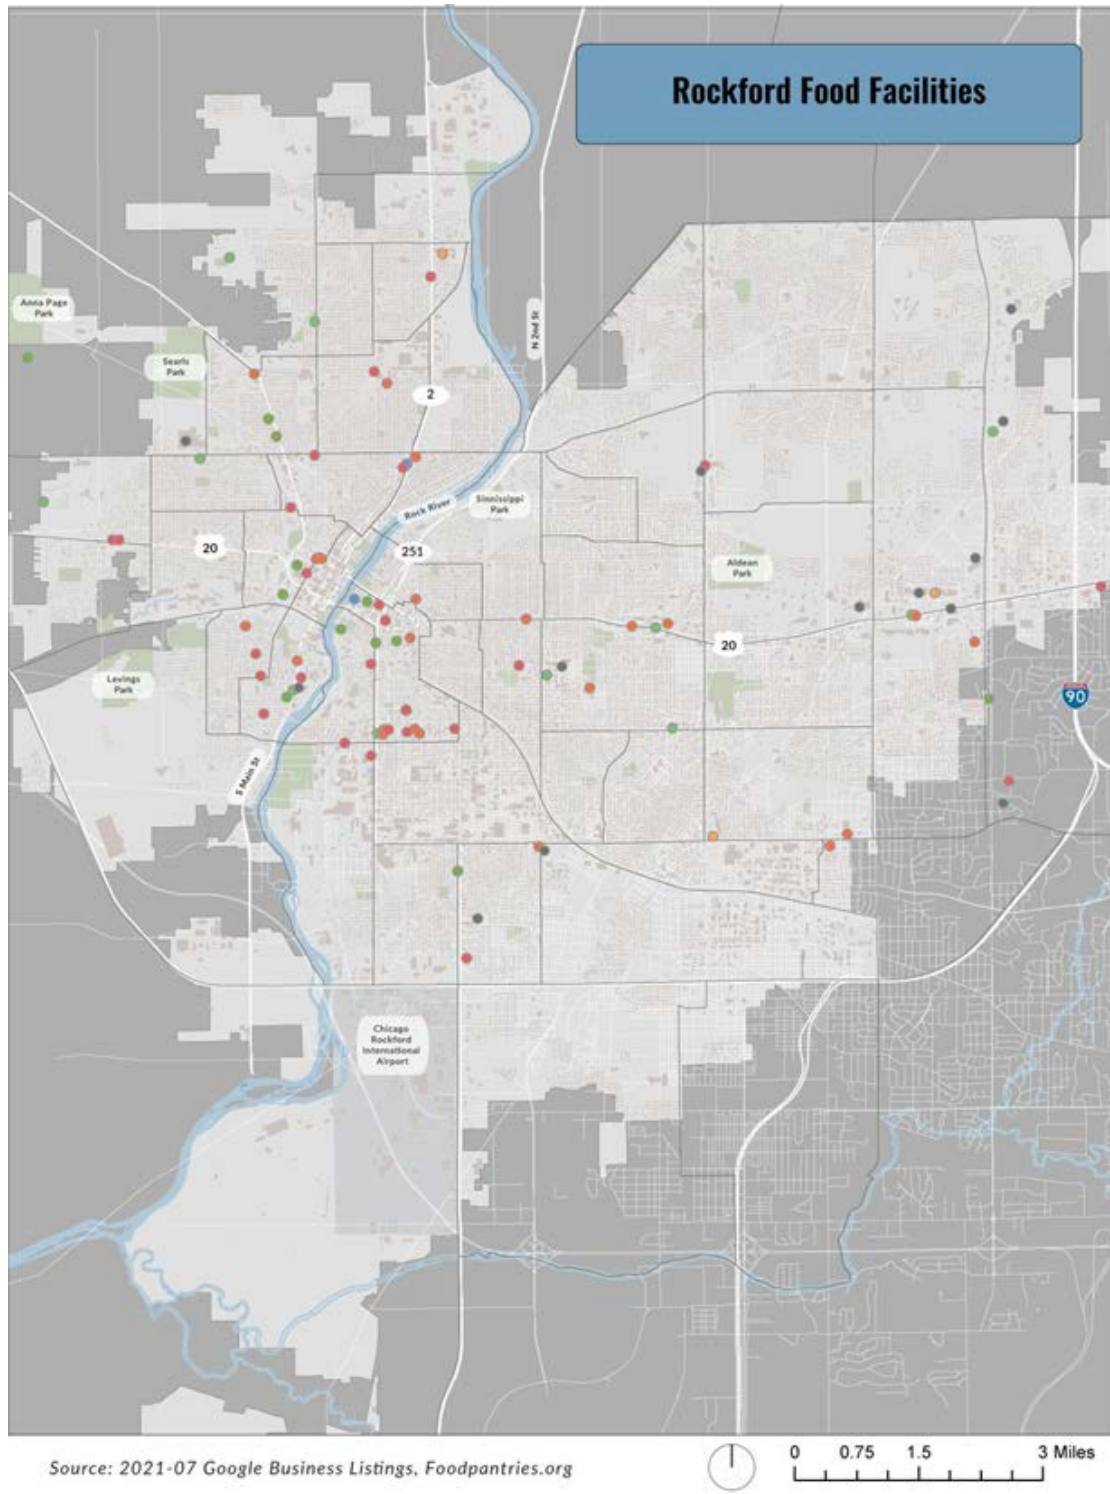 Rockford Food Facilities
Anna Page
Park
Searls
Park
N 2nd St
2
Rock River
Sinnissippi
Park
20
251
Aldean
Park
20
Levings
Park
90
S Main St
Chicago
Rockford
International
Airport
Source: 2021-07 Google Business Listings, Foodpantries.org
0 0.75 1.5 3 Miles